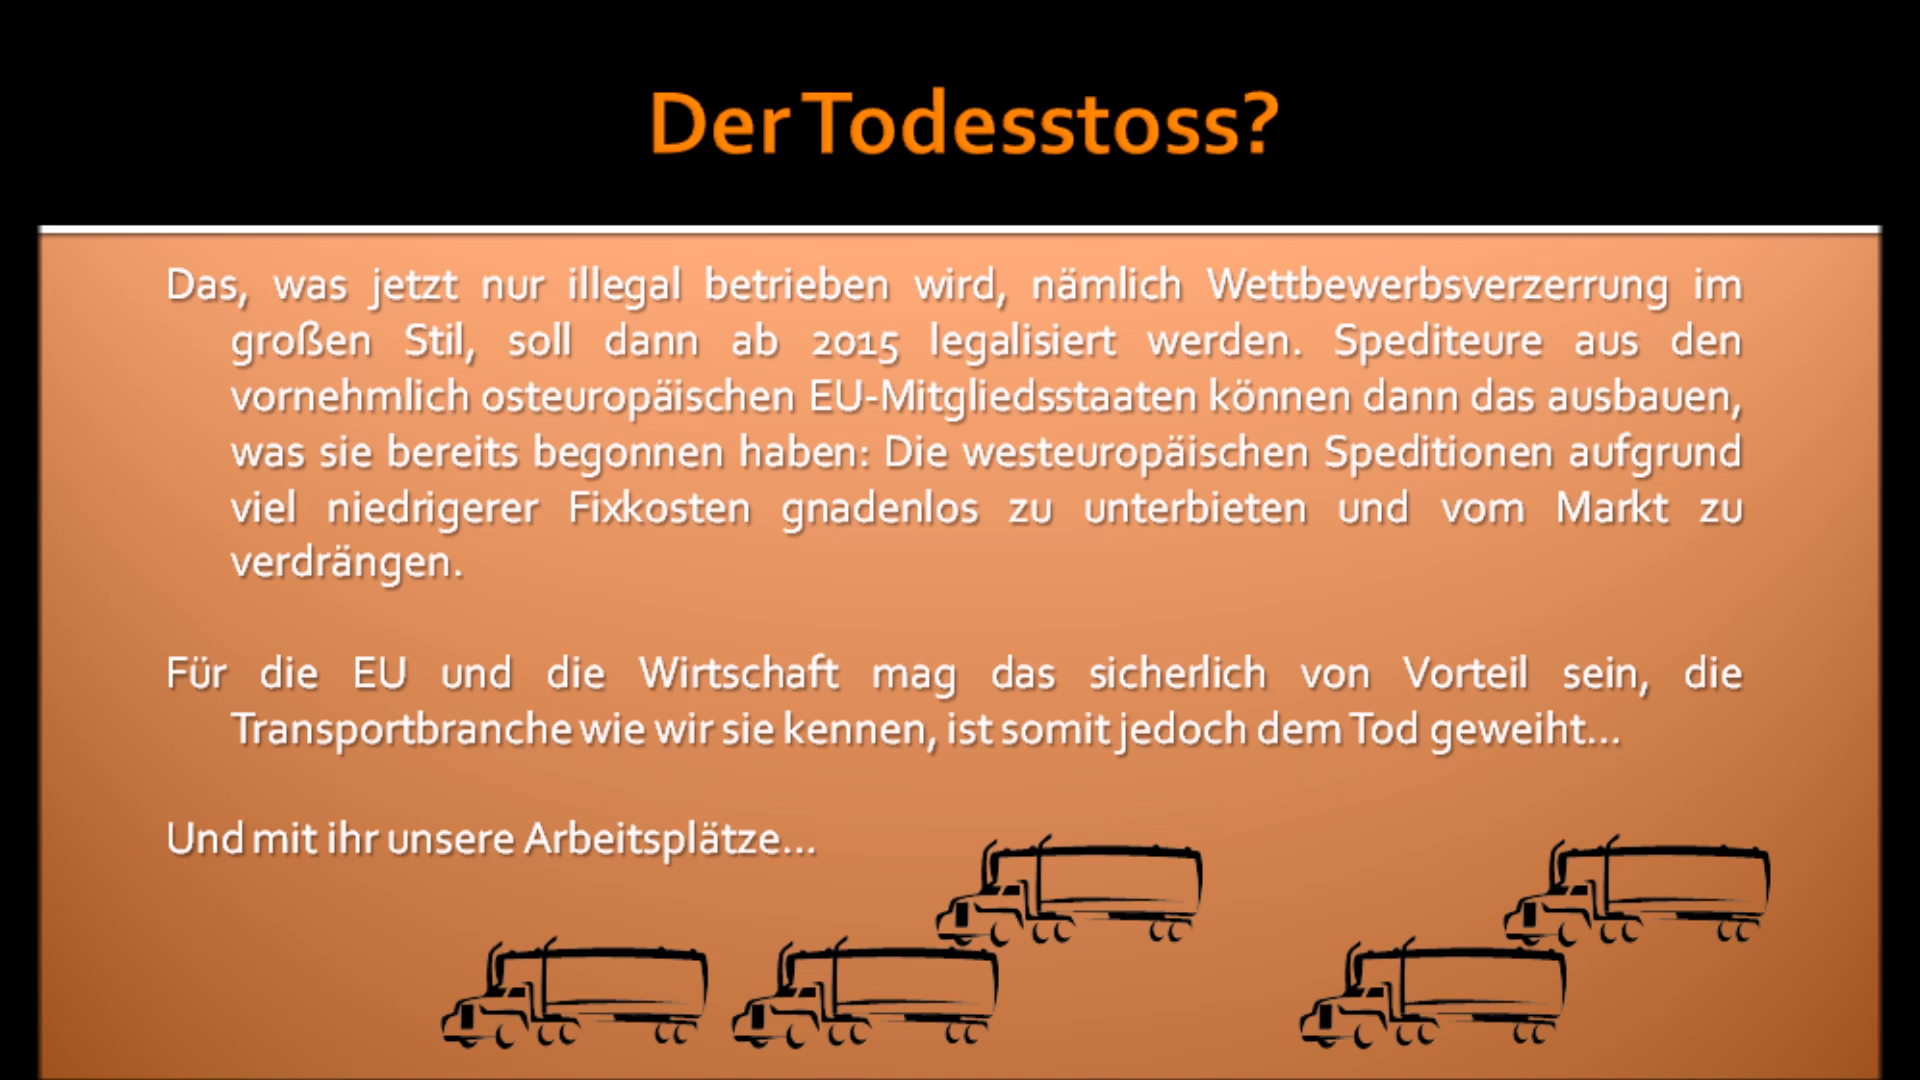 Der Todesstoss?
Das, was jetzt nur illegal betrieben wird, nämlich Wettbewerbsverzerrung im
großen Stil, soll dann ab 2015 legalisiert werden. Spediteure aus den
vornehmlich osteuropäischen EU-Mitgliedsstaaten können dann das ausbauen,
was sie bereits begonnen haben: Die westeuropäischen Speditionen aufgrund
viel niedrigerer Fixkosten gnadenlos zu unterbieten und vom Markt zu
verdrängen.
Für die EU und die Wirtschaft mag das sicherlich von Vorteil sein, die
Transportbranche wie wir sie kennen, ist somit jedoch dem Tod geweiht...
Und mit ihr unsere Arbeitsplätze...